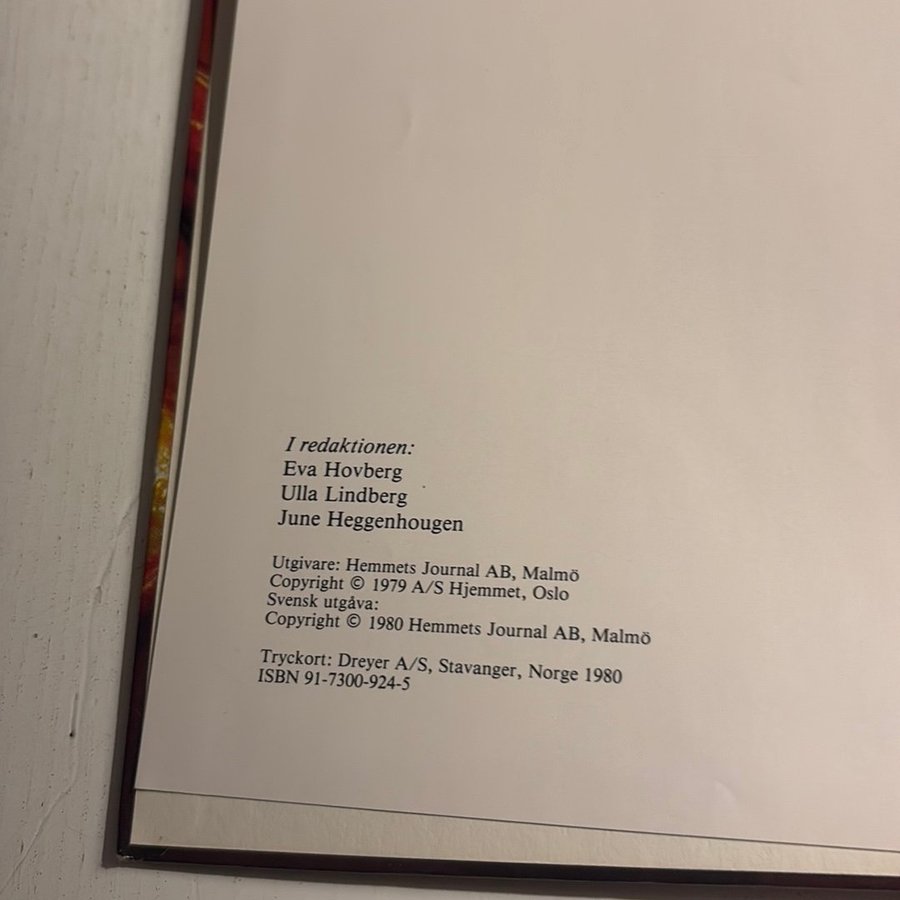 I redaktionen:
Eva Hovberg
Ulla Lindberg
June Heggenhougen
Utgivare: Hemmets Journal AB, Malmö
Copyright © 1979 A/S Hjemmet, Oslo
Svensk utgåva:
Copyright © 1980 Hemmets Journal AB, Malmö
Tryckort: Dreyer A/S, Stavanger, Norge 1980
ISBN 91-7300-924-5